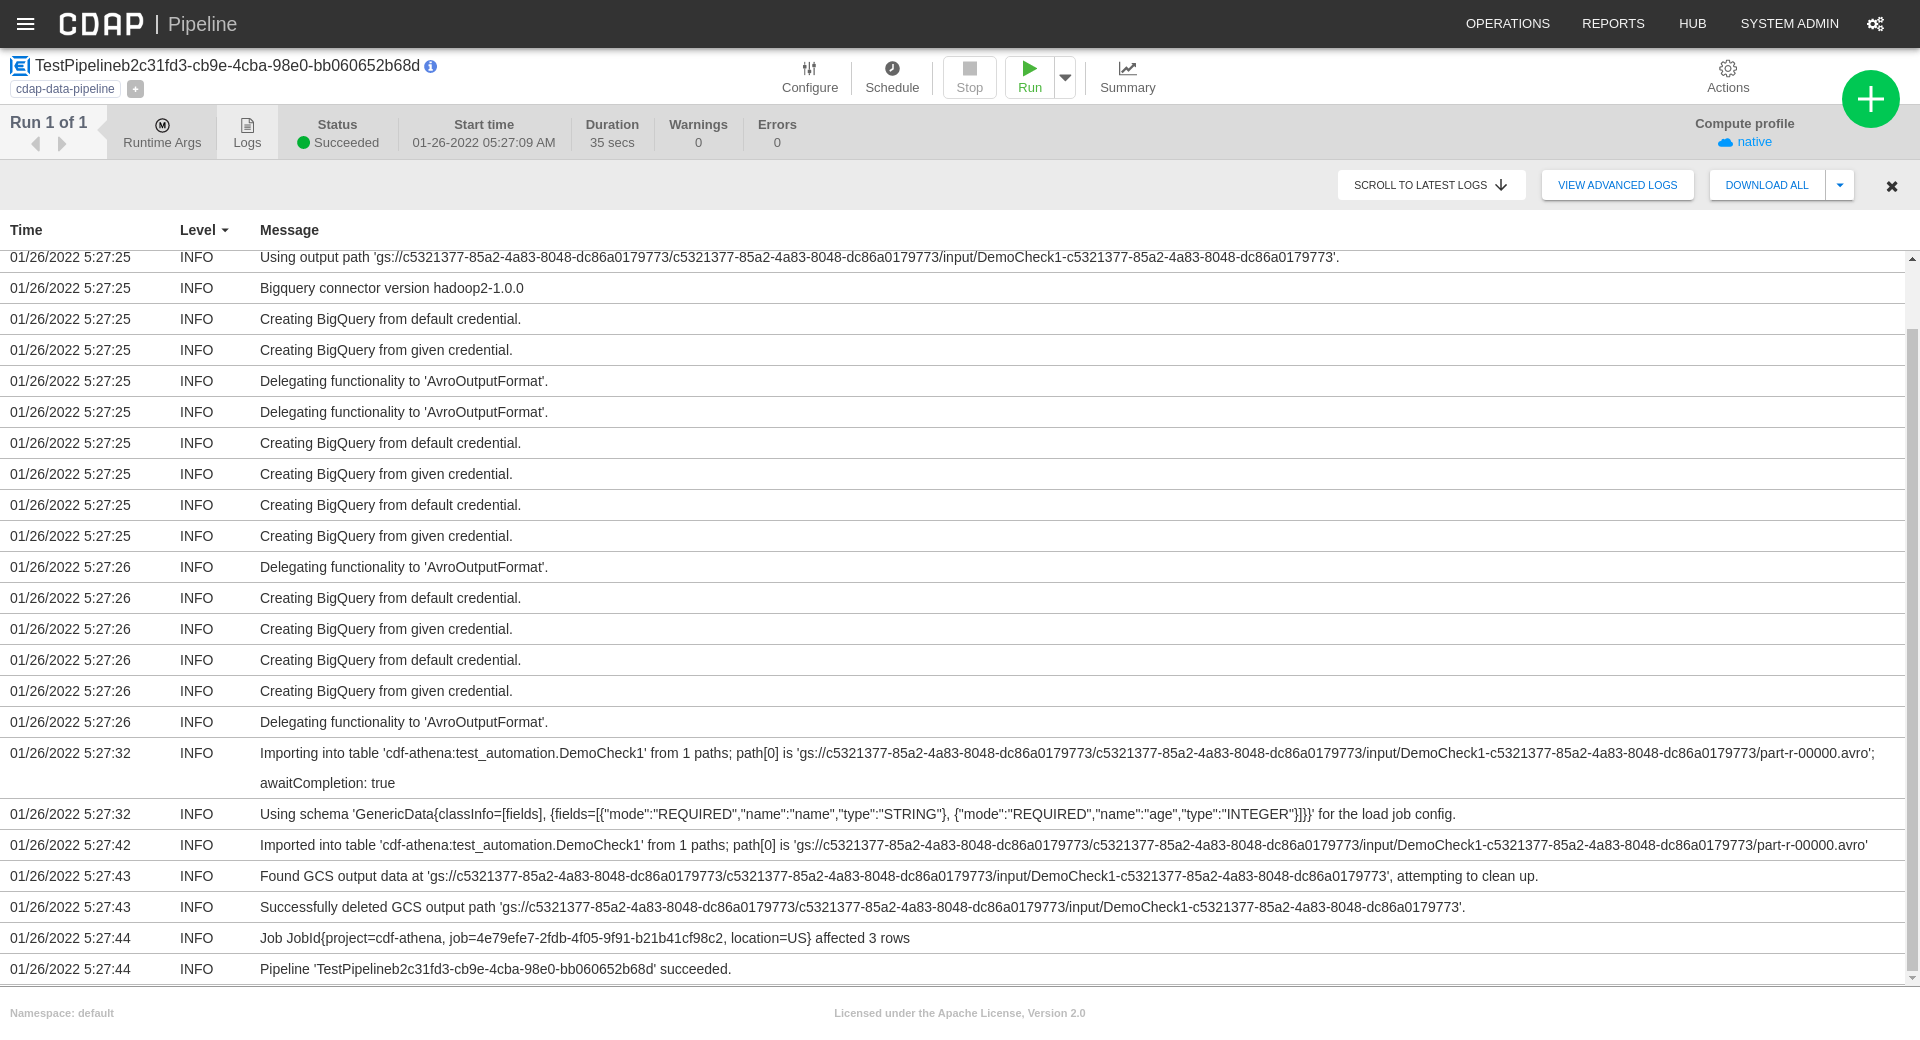 CDAP | Pipeline
OPERATIONS REPORTS HUB SYSTEM ADMIN
TestPipelineb2c31fd3-cb9e-4cba-98e0-bb060652b68d
cdap-data-pipeline +
Configure Schedule Stop Run Summary Actions
Run 1 of 1
Runtime Args
Logs
Status
Succeeded
Start time
01-26-2022 05:27:09 AM
Duration
35 secs
Warnings
0
Errors
0
Compute profile
native
SCROLL TO LATEST LOGS VIEW ADVANCED LOGS DOWNLOAD ALL
Time Level Message
01/26/2022 5:27:25 INFO Using output path 'gs://c5321377-85a2-4a83-8048-dc86a0179773/c5321377-85a2-4a83-8048-dc86a0179773/input/DemoCheck1-c5321377-85a2-4a83-8048-dc86a0179773'.
01/26/2022 5:27:25 INFO Bigquery connector version hadoop2-1.0.0
01/26/2022 5:27:25 INFO Creating BigQuery from default credential.
01/26/2022 5:27:25 INFO Creating BigQuery from given credential.
01/26/2022 5:27:25 INFO Delegating functionality to 'AvroOutputFormat'.
01/26/2022 5:27:25 INFO Delegating functionality to 'AvroOutputFormat'.
01/26/2022 5:27:25 INFO Creating BigQuery from default credential.
01/26/2022 5:27:25 INFO Creating BigQuery from given credential.
01/26/2022 5:27:25 INFO Creating BigQuery from default credential.
01/26/2022 5:27:25 INFO Creating BigQuery from given credential.
01/26/2022 5:27:26 INFO Delegating functionality to 'AvroOutputFormat'.
01/26/2022 5:27:26 INFO Creating BigQuery from default credential.
01/26/2022 5:27:26 INFO Creating BigQuery from given credential.
01/26/2022 5:27:26 INFO Creating BigQuery from default credential.
01/26/2022 5:27:26 INFO Creating BigQuery from given credential.
01/26/2022 5:27:26 INFO Delegating functionality to 'AvroOutputFormat'.
01/26/2022 5:27:32 INFO Importing into table 'cdf-athena:test_automation.DemoCheck1' from 1 paths; path[0] is 'gs://c5321377-85a2-4a83-8048-dc86a0179773/c5321377-85a2-4a83-8048-dc86a0179773/input/DemoCheck1-c5321377-85a2-4a83-8048-dc86a0179773/part-r-00000.avro';
awaitCompletion: true
01/26/2022 5:27:32 INFO Using schema 'GenericData{classInfo=[fields], {fields=[{"mode":"REQUIRED","name":"name","type":"STRING"}, {"mode":"REQUIRED","name":"age","type":"INTEGER"}]}}' for the load job config.
01/26/2022 5:27:42 INFO Imported into table 'cdf-athena:test_automation.DemoCheck1' from 1 paths; path[0] is 'gs://c5321377-85a2-4a83-8048-dc86a0179773/c5321377-85a2-4a83-8048-dc86a0179773/input/DemoCheck1-c5321377-85a2-4a83-8048-dc86a0179773/part-r-00000.avro'
01/26/2022 5:27:43 INFO Found GCS output data at 'gs://c5321377-85a2-4a83-8048-dc86a0179773/c5321377-85a2-4a83-8048-dc86a0179773/input/DemoCheck1-c5321377-85a2-4a83-8048-dc86a0179773', attempting to clean up.
01/26/2022 5:27:43 INFO Successfully deleted GCS output path 'gs://c5321377-85a2-4a83-8048-dc86a0179773/c5321377-85a2-4a83-8048-dc86a0179773/input/DemoCheck1-c5321377-85a2-4a83-8048-dc86a0179773'.
01/26/2022 5:27:44 INFO Job JobId{project=cdf-athena, job=4e79efe7-2fdb-4f05-9f91-b21b41cf98c2, location=US} affected 3 rows
01/26/2022 5:27:44 INFO Pipeline 'TestPipelineb2c31fd3-cb9e-4cba-98e0-bb060652b68d' succeeded.
Namespace: default Licensed under the Apache License, Version 2.0